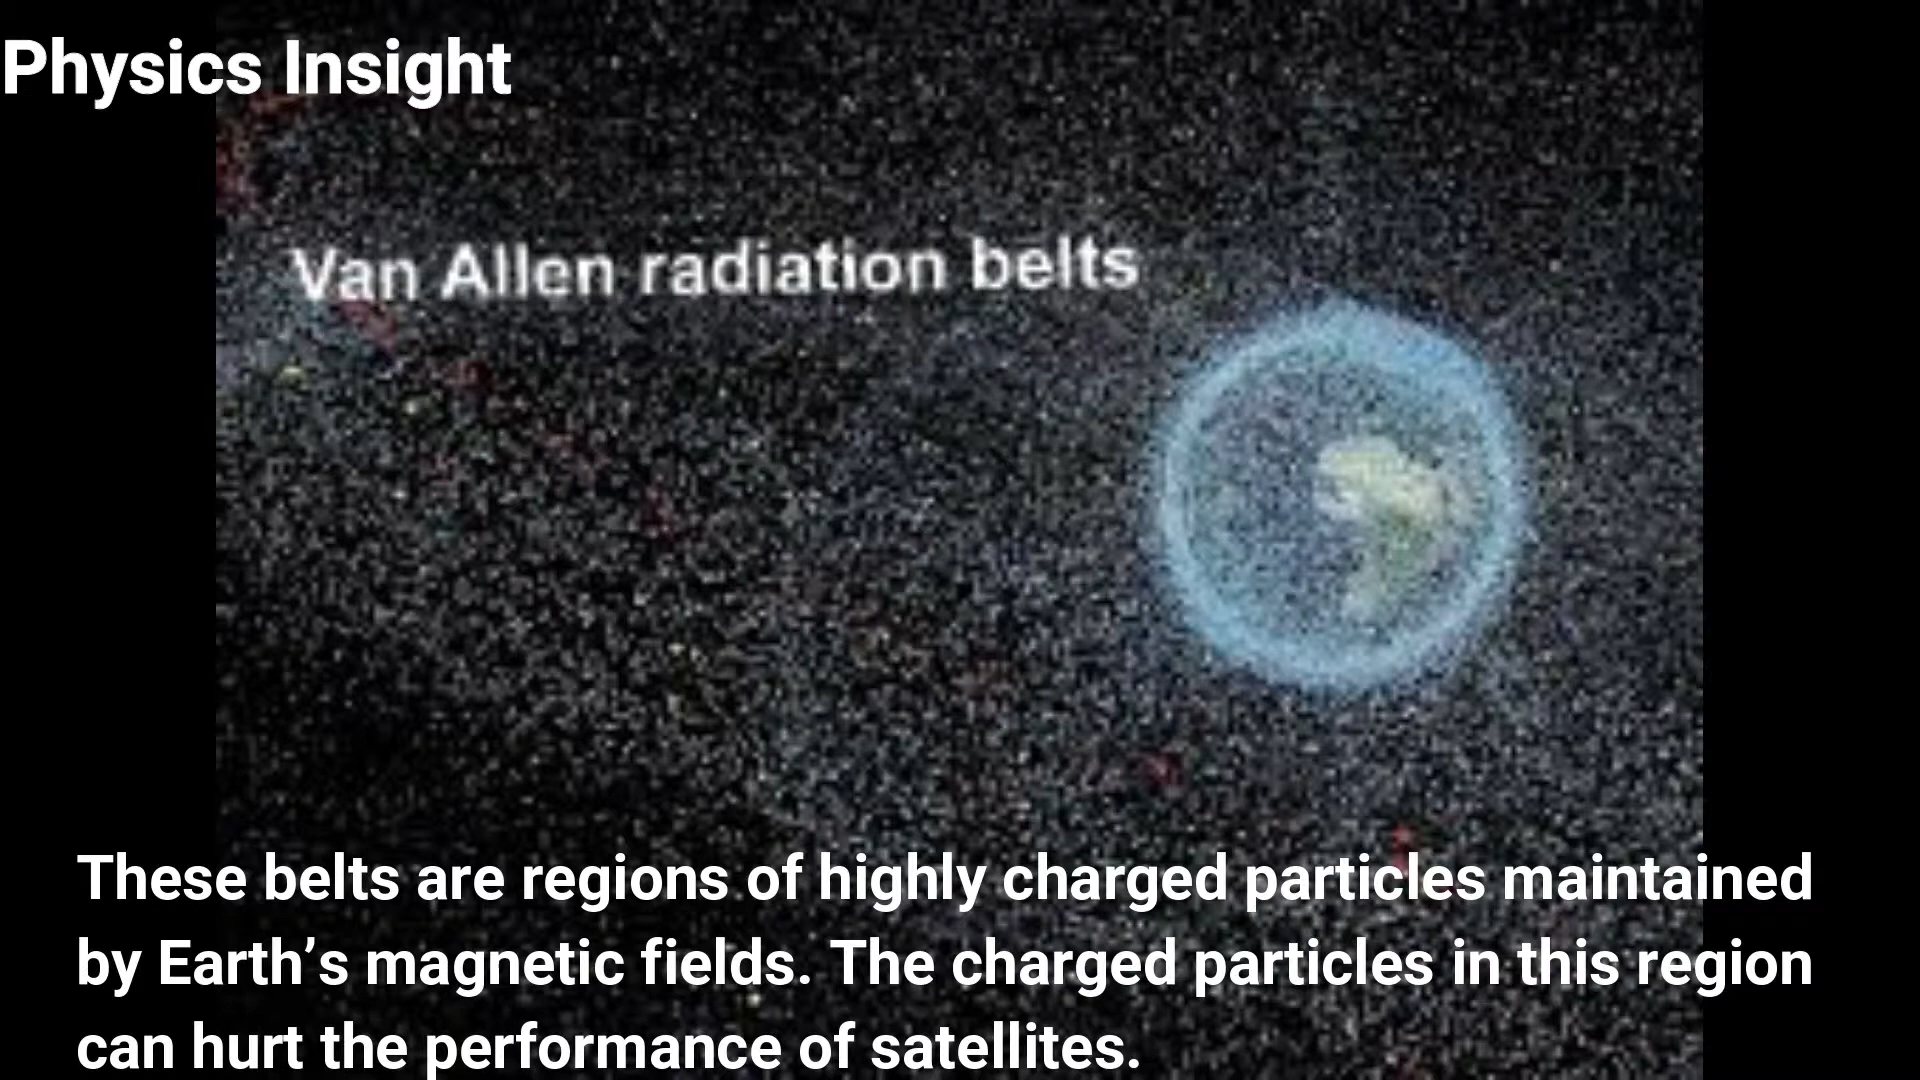 Physics Insight
Van Allen radiation belts
These belts are regions of highly charged particles maintained
by Earth’s magnetic fields. The charged particles in this region
can hurt the performance of satellites.